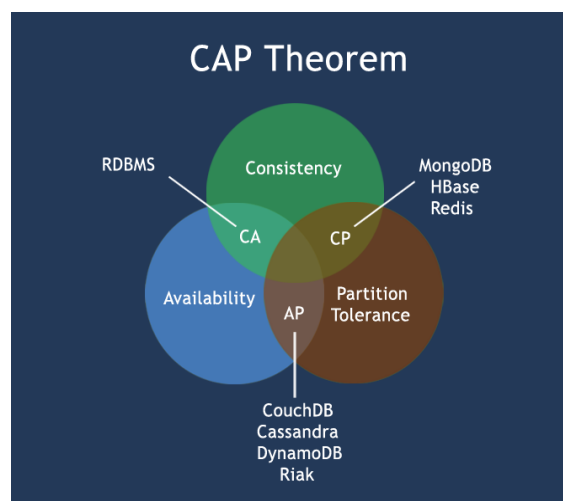 CAP Theorem
RDBMS
Consistency
MongoDB
HBase
Redis
CA
CP
Availability
Partition
Tolerance
AP
CouchDB
Cassandra
DynamoDB
Riak